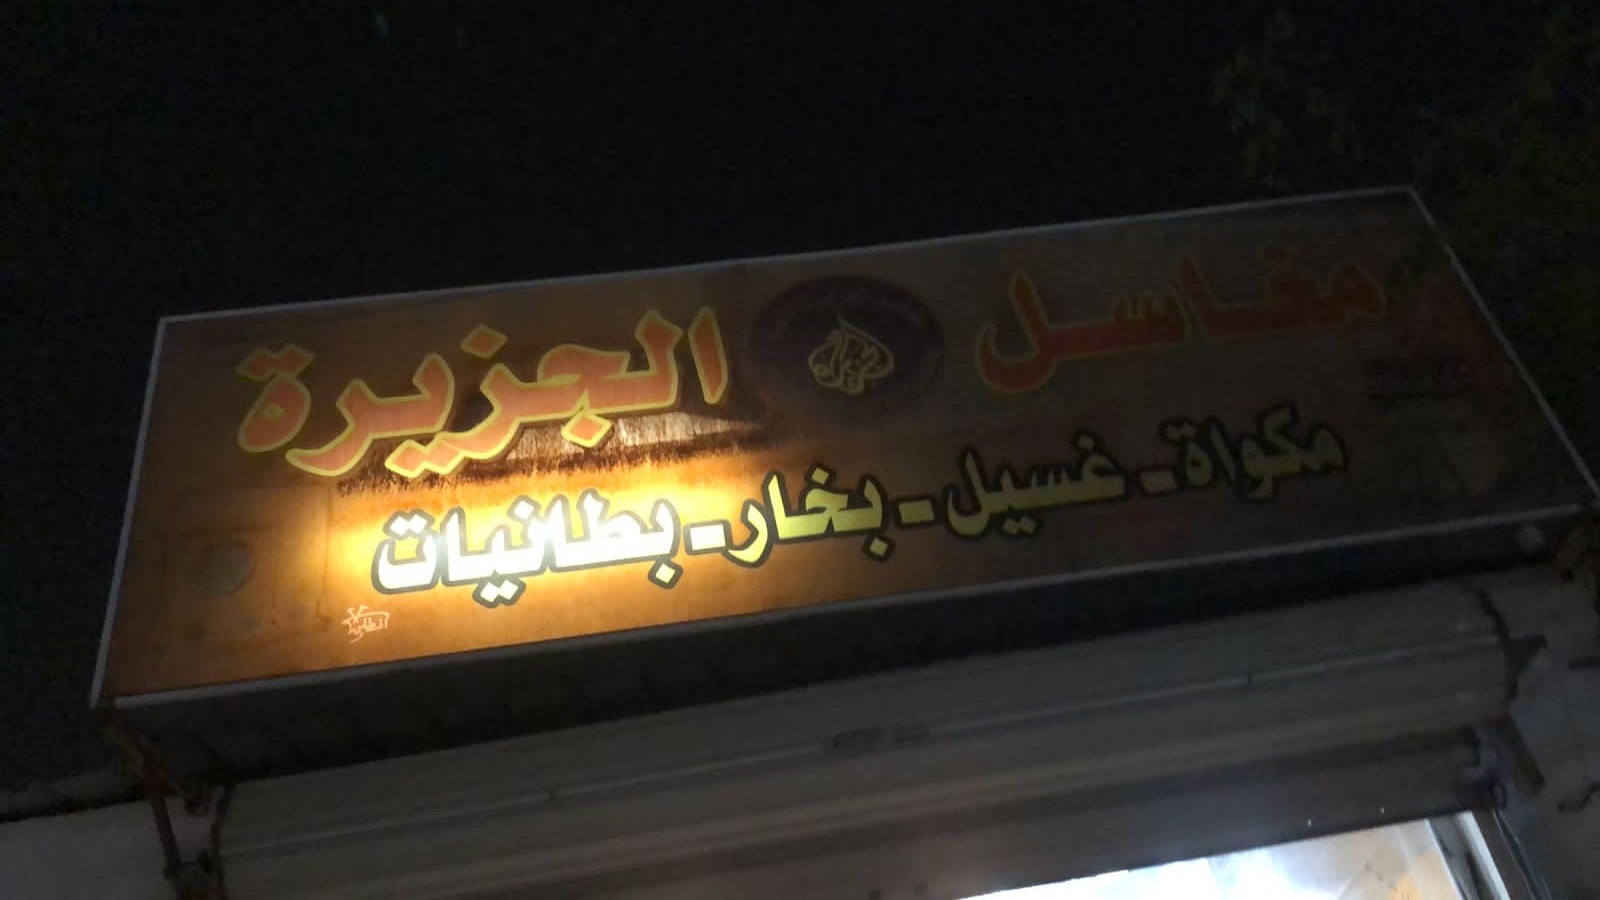 مغاسل الجزيرة
مكواة - غسيل - بخار - بطانيات